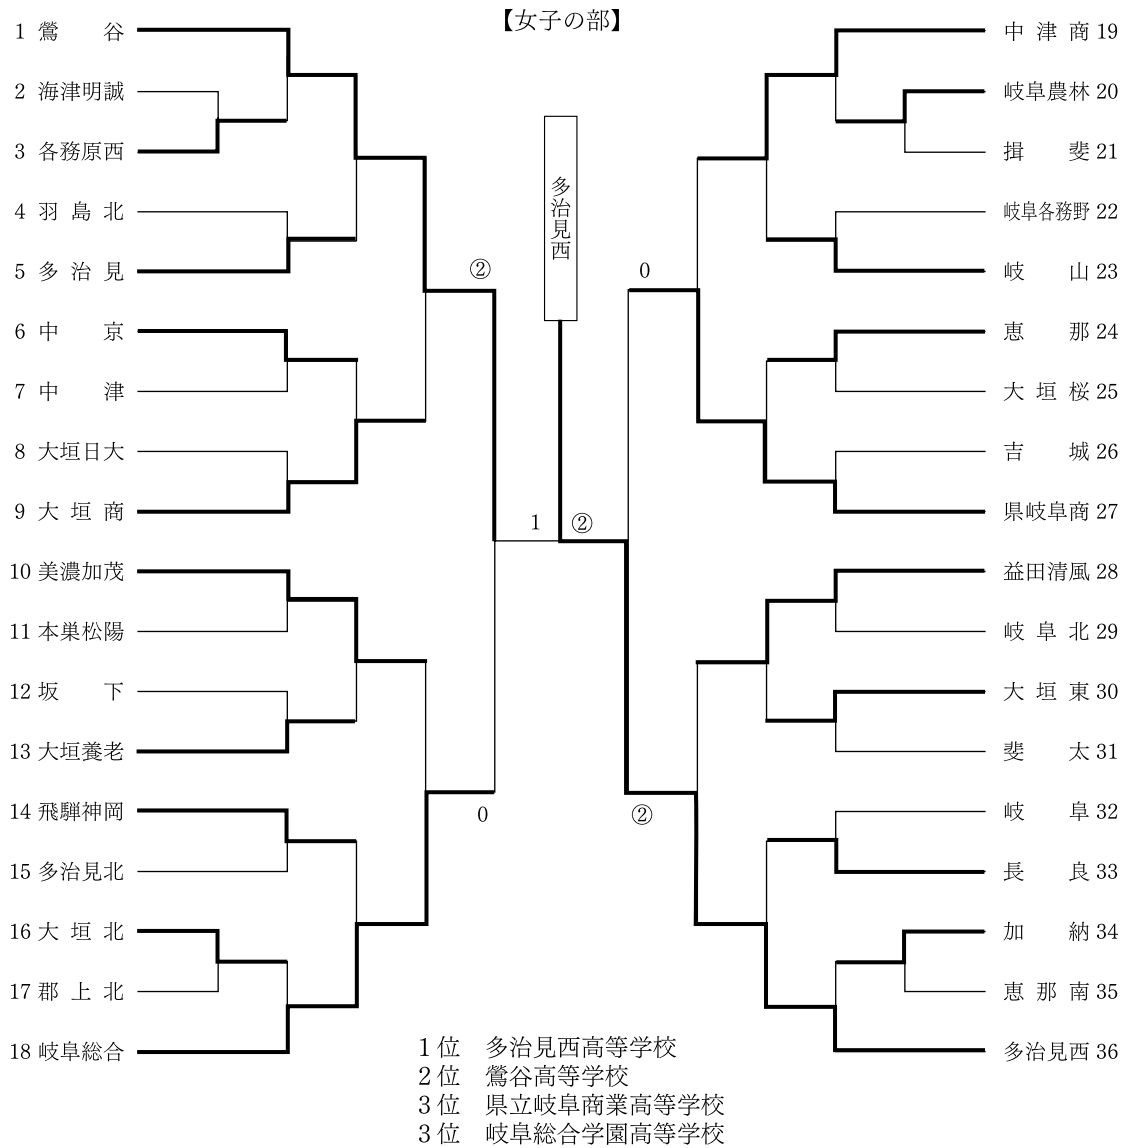 【女子の部】
1 鶯谷
2 海津明誠
3 各務原西
4 羽島北
5 多治見
6 中京
7 中津
8 大垣日大
9 大垣商
10 美濃加茂
11 本巣松陽
12 坂下
13 大垣養老
14 飛騨神岡
15 多治見北
16 大垣北
17 郡上北
18 岐阜総合
②
0
1
②
多治見西
0
②
中津商 19
岐阜農林 20
揖斐 21
岐阜各務野 22
岐山 23
恵那 24
大垣桜 25
吉城 26
県岐阜商 27
益田清風 28
岐阜北 29
大垣東 30
斐太 31
岐阜 32
長良 33
加納 34
恵那南 35
多治見西 36
1位 多治見西高等学校
2位 鶯谷高等学校
3位 県立岐阜商業高等学校
3位 岐阜総合学園高等学校